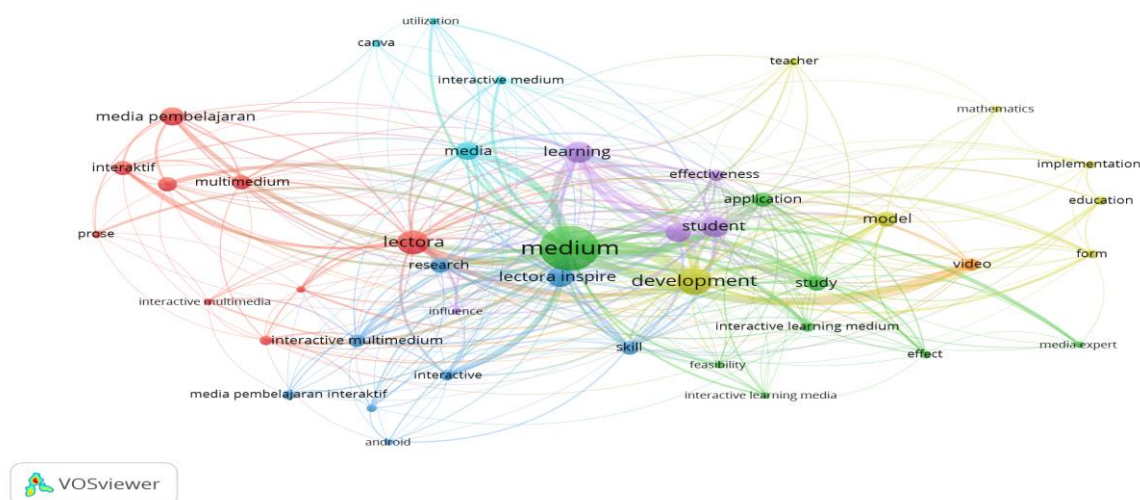 utilization
canva
teacher
interactive medium
mathematics
media pembelajaran
media
learning
interaktif
multimedium
effectiveness
implementation
application
education
prose
lectora
medium
student
model
form
research
lectora inspire
development
study
video
interactive multimedia
influence
interactive multimedium
skill
interactive learning medium
media expert
effect
interactive
feasibility
media pembelajaran interaktif
interactive learning media
android
VOSviewer